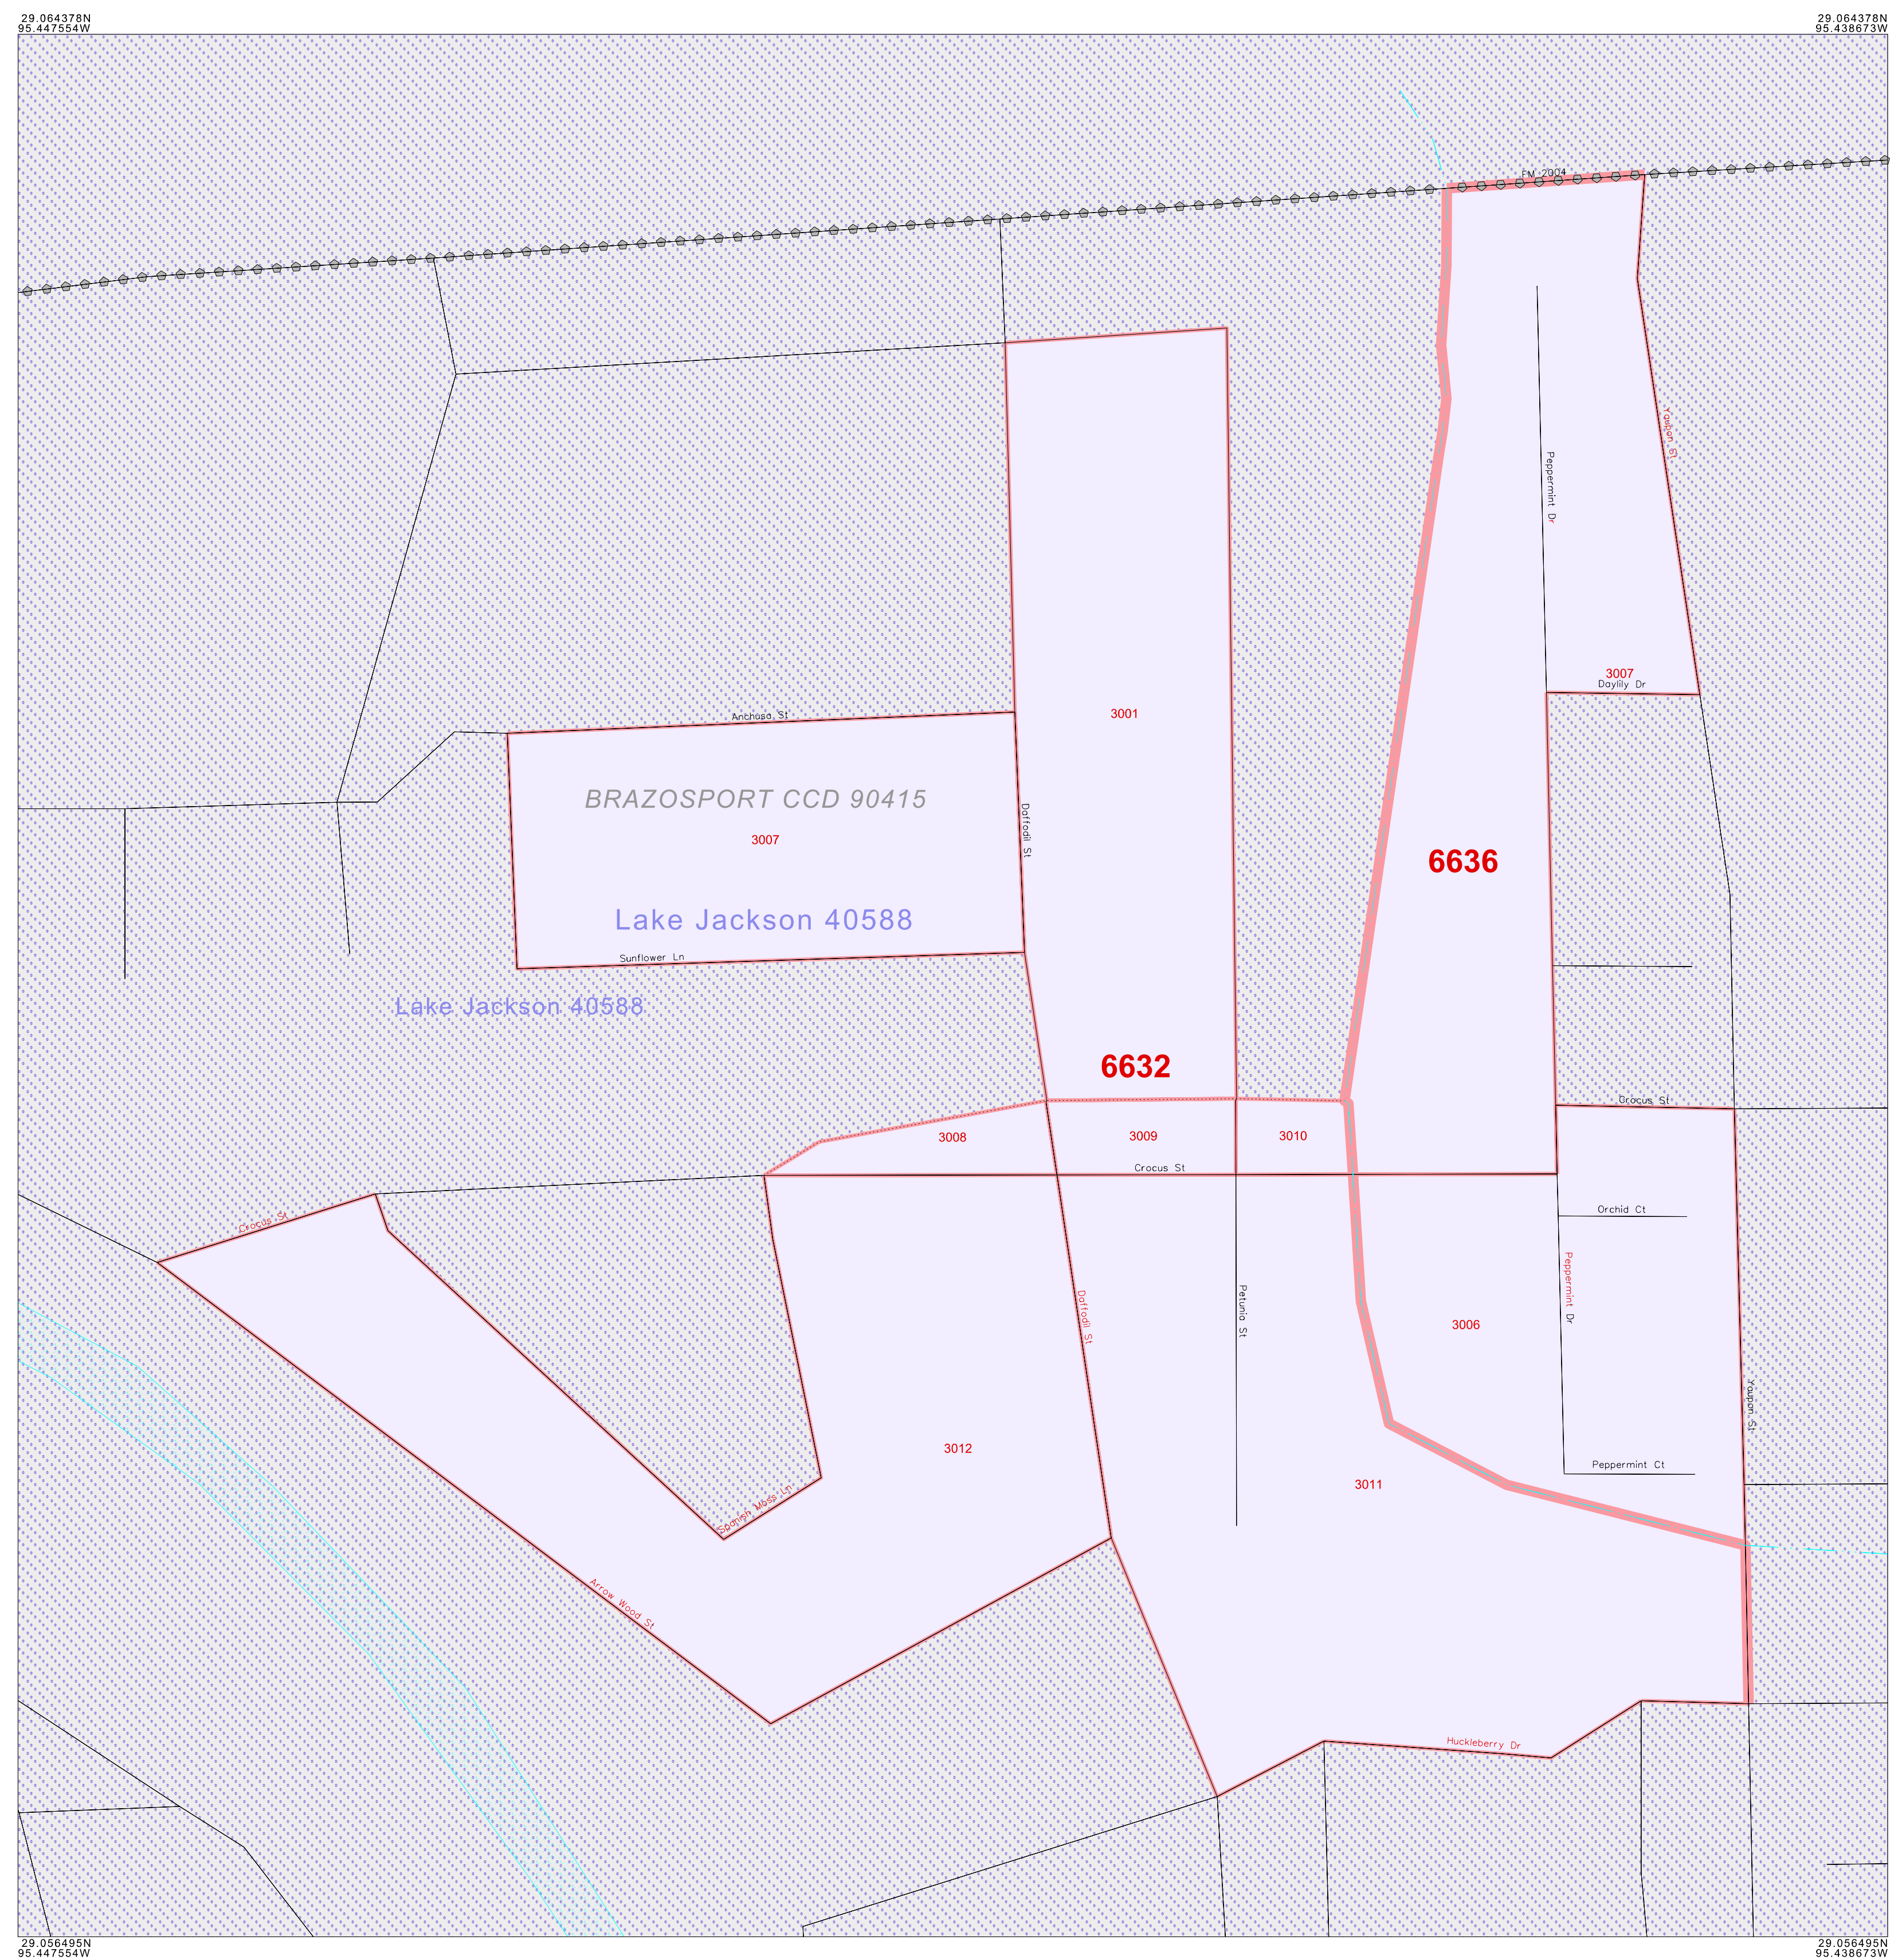 29.064378N
95.447554W
29.064378N
95.438673W
FM 2004
Yaupon St
Peppermint Dr
3007
Daylily Dr
3001
Anchusa St
BRAZOSPORT CCD 90415
Daffodil St
3007
6636
Lake Jackson 40588
Sunflower Ln
Lake Jackson 40588
6632
Crocus St
3008
3009
3010
Crocus St
Orchid Ct
Crocus St
Peppermint Dr
Daffodil St
Petunia St
3006
Yaupon St
3012
Peppermint Ct
3011
Spanish Moss Ln
Arrow Wood St
Huckleberry Dr
29.056495N
95.447554W
29.056495N
95.438673W